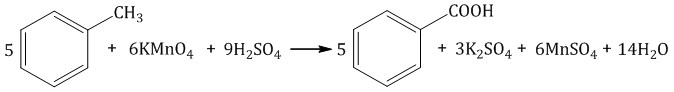 5 CH₃ + 6KMnO₄ + 9H₂SO₄ ⟶ 5 COOH + 3K₂SO₄ + 6MnSO₄ + 14H₂O